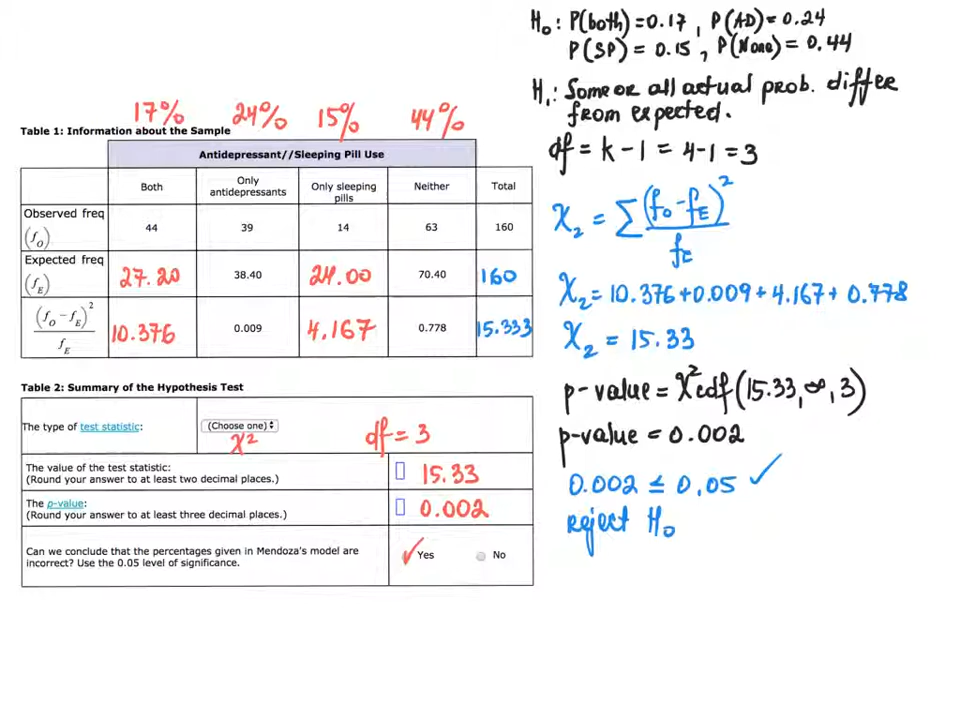 H₀: P(both) = 0.17, P(AD) = 0.24
P(SP) = 0.15, P(None) = 0.44
H₁: Some or all actual prob. differ
from expected.
df = k - 1 = 4-1 = 3
17% 24% 15% 44%
Table 1: Information about the Sample
Antidepressant//Sleeping Pill Use
Both Only antidepressants Only sleeping pills Neither Total
Observed freq (f_O) 44 39 14 63 160
Expected freq (f_E) 27.20 38.40 24.00 70.40 160
(f_O - f_E)² / f_E 10.376 0.009 4.167 0.778 15.333
χ₂ = Σ (f_O - f_E)² / f_E
χ₂ = 10.376 + 0.009 + 4.167 + 0.778
χ₂ = 15.33
p-value = χ²cdf(15.33, ∞, 3)
p-value = 0.002
0.002 ≤ 0.05 ✓
reject H₀
Table 2: Summary of the Hypothesis Test
The type of test statistic: (Choose one) χ² df = 3
The value of the test statistic:
(Round your answer to at least two decimal places.) 15.33
The p-value:
(Round your answer to at least three decimal places.) 0.002
Can we conclude that the percentages given in Mendoza's model are
incorrect? Use the 0.05 level of significance. ✓ Yes No